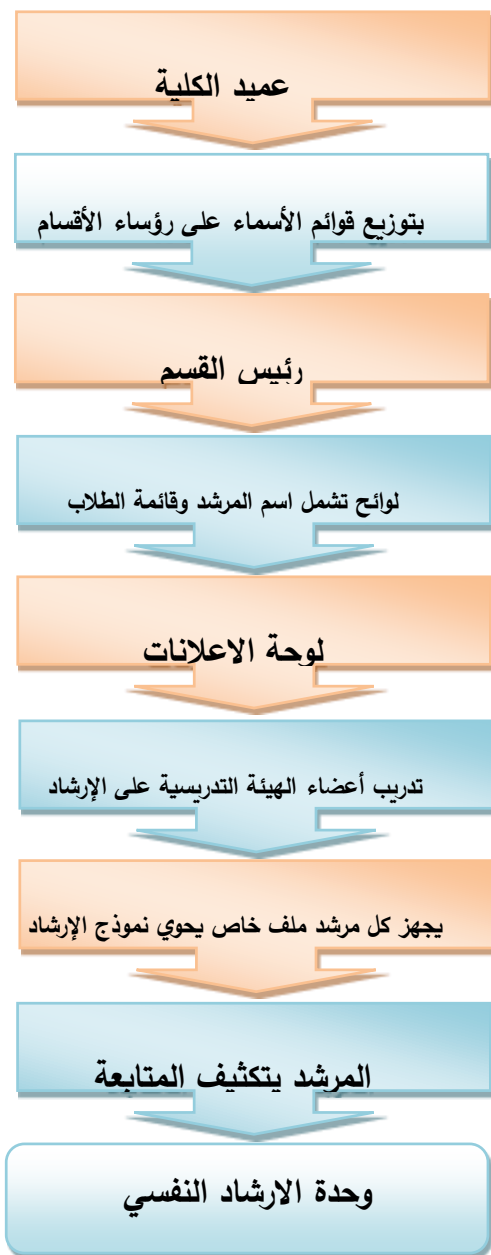 عميد الكلية
بتوزيع قوائم الأسماء على رؤساء الأقسام
رئيس القسم
لوائح تشمل اسم المرشد وقائمة الطلاب
لوحة الاعلانات
تدريب أعضاء الهيئة التدريسية على الإرشاد
يجهز كل مرشد ملف خاص يحوي نموذج الإرشاد
المرشد يتكثيف المتابعة
وحدة الارشاد النفسي